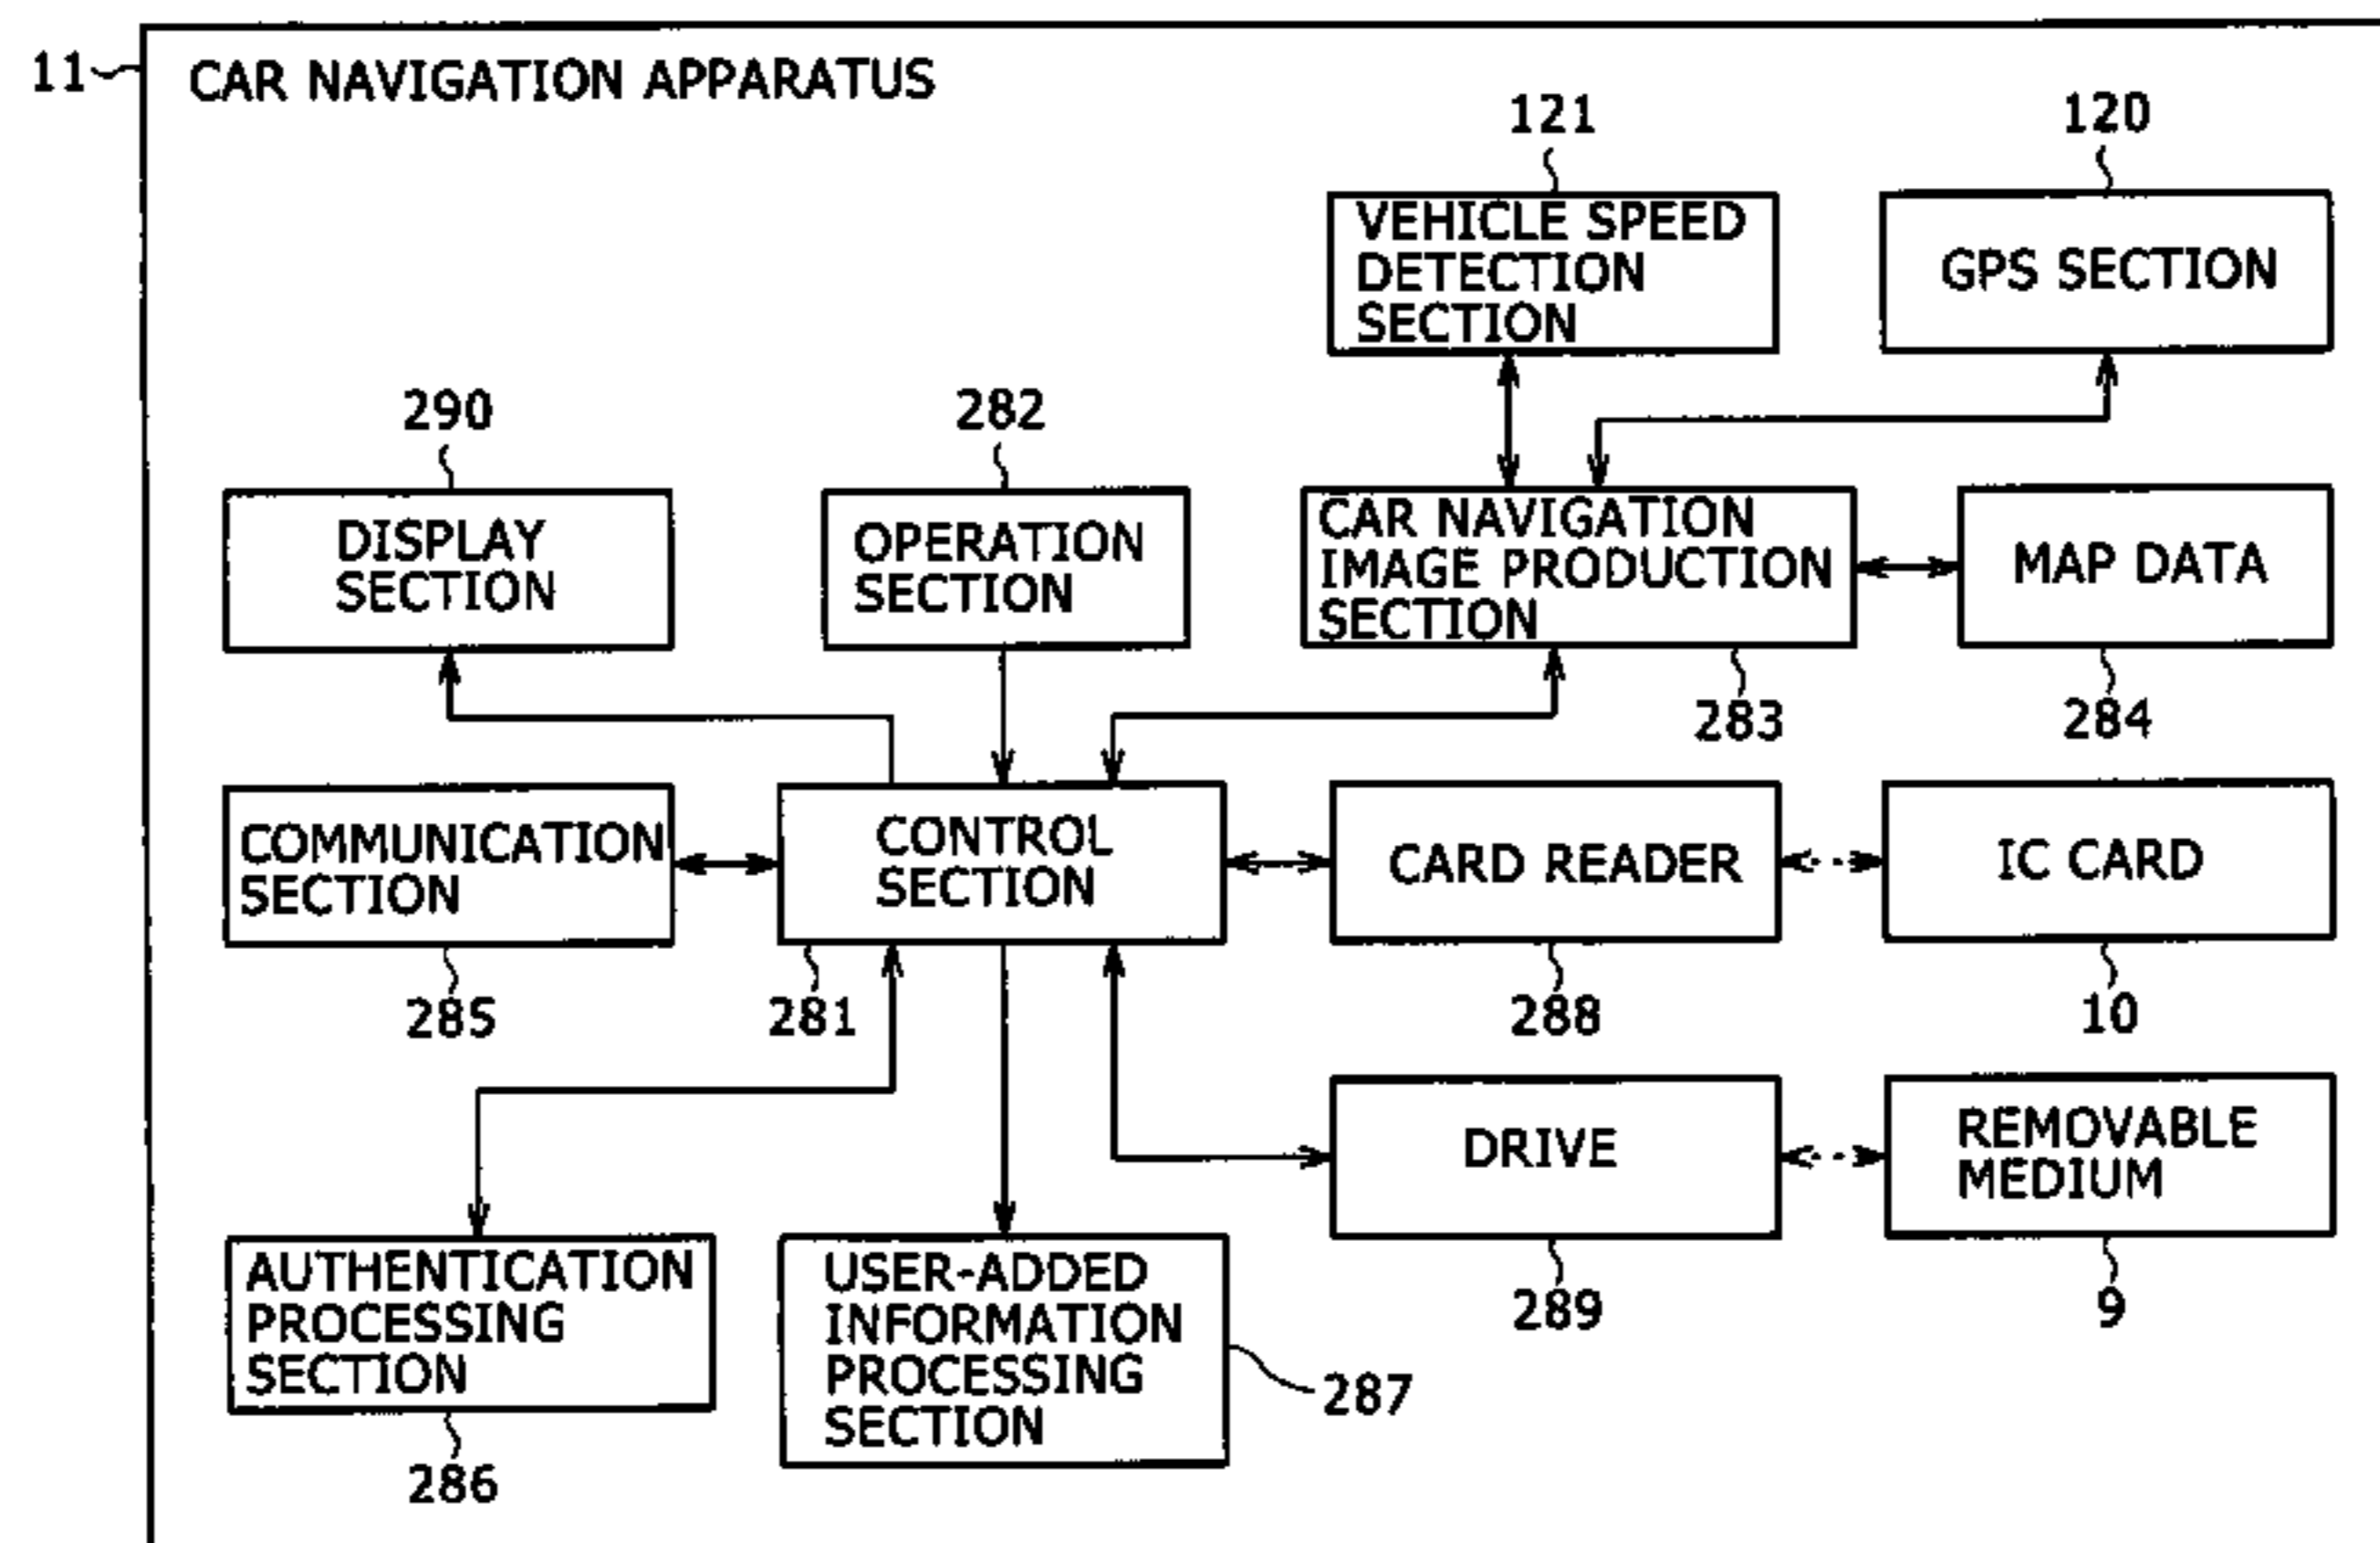 11
CAR NAVIGATION APPARATUS
121
120
VEHICLE SPEED
DETECTION
SECTION
GPS SECTION
290
282
DISPLAY
SECTION
OPERATION
SECTION
CAR NAVIGATION
IMAGE PRODUCTION
SECTION
MAP DATA
283
284
COMMUNICATION
SECTION
CONTROL
SECTION
CARD READER
IC CARD
285
281
288
10
DRIVE
REMOVABLE
MEDIUM
AUTHENTICATION
PROCESSING
SECTION
USER-ADDED
INFORMATION
PROCESSING
SECTION
289
9
287
286